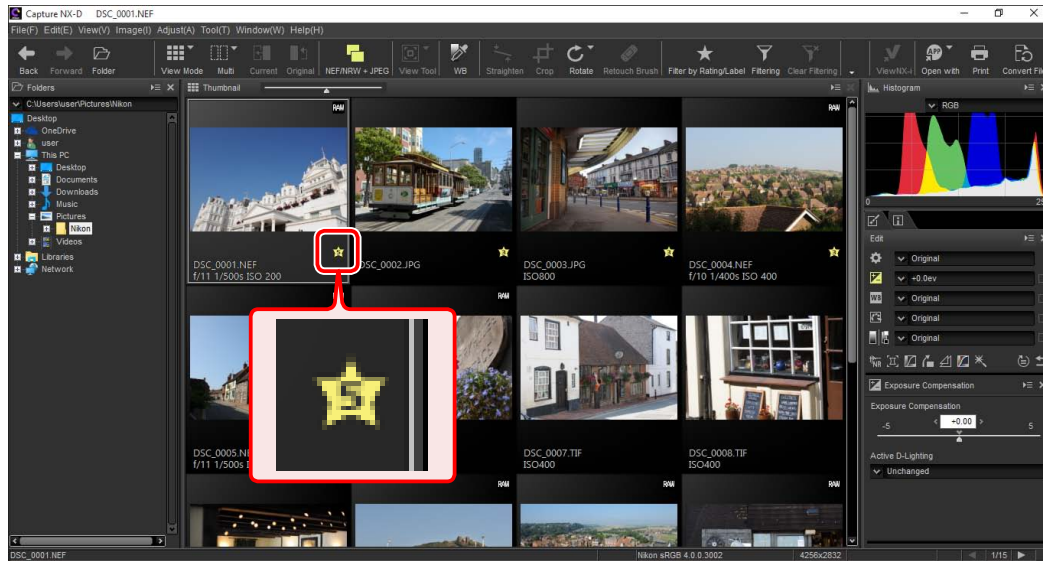 Capture NX-D DSC_0001.NEF
File(F) Edit(E) View(V) Image(I) Adjust(A) Tool(T) Window(W) Help(H)
Back Forward Folder View Mode Multi Current Original NEF/NRW + JPEG View Tool WB Straighten Crop Rotate Retouch Brush Filter by Rating/Label Filtering Clear Filtering ViewNX-i Open with Print Convert File
Folders Thumbnail Histogram
C:\Users\user\Pictures\Nikon
RGB
Desktop
OneDrive
user
This PC
Desktop
Documents
Downloads
Music
Pictures
Nikon
Videos
Libraries
Network
RAW RAW
DSC_0001.NEF
f/11 1/500s ISO 200
DSC_0002.JPG
DSC_0003.JPG
ISO800
DSC_0004.NEF
f/10 1/400s ISO 400
RAW
5
DSC_0005.NE
f/11 1/500s I
DSC_0007.TIF
ISO400
DSC_0008.TIF
ISO400
RAW RAW
0
Edit
Original
+0.0ev
WB Original
Original
Original
NR
Exposure Compensation
Exposure Compensation
-5 +0.00 5
Active D-Lighting
Unchanged
DSC_0001.NEF Nikon sRGB 4.0.0.3002 4256x2832 1/15